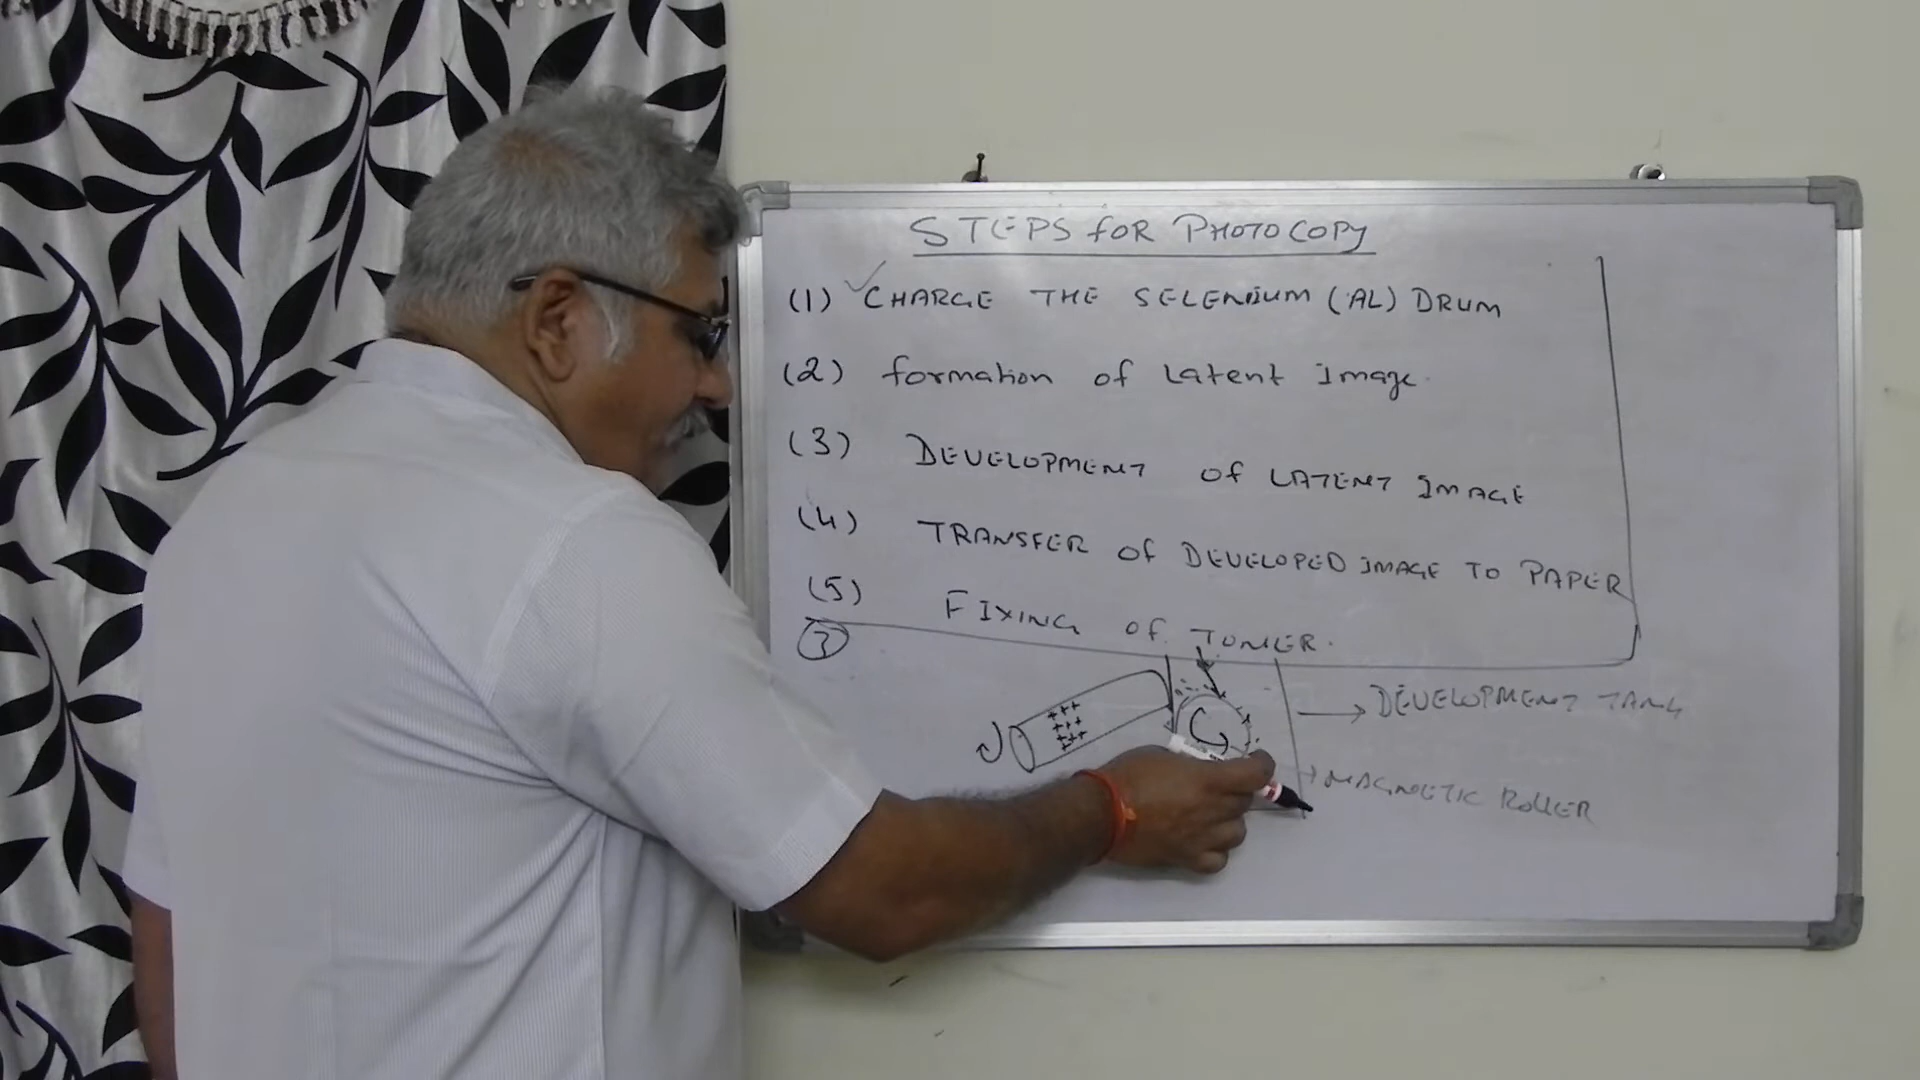 STEPS FOR PHOTOCOPY
(1) CHARGE THE SELENIUM (AL) DRUM
(2) formation of Latent Image.
(3) DEVELOPMENT of LATENT IMAGE
(4) TRANSFER of DEVELOPED IMAGE TO PAPER
(5) FIXING OF TONER.
3
+++
+++
+++
→ DEVELOPMENT TANK
→ MAGNETIC ROLLER